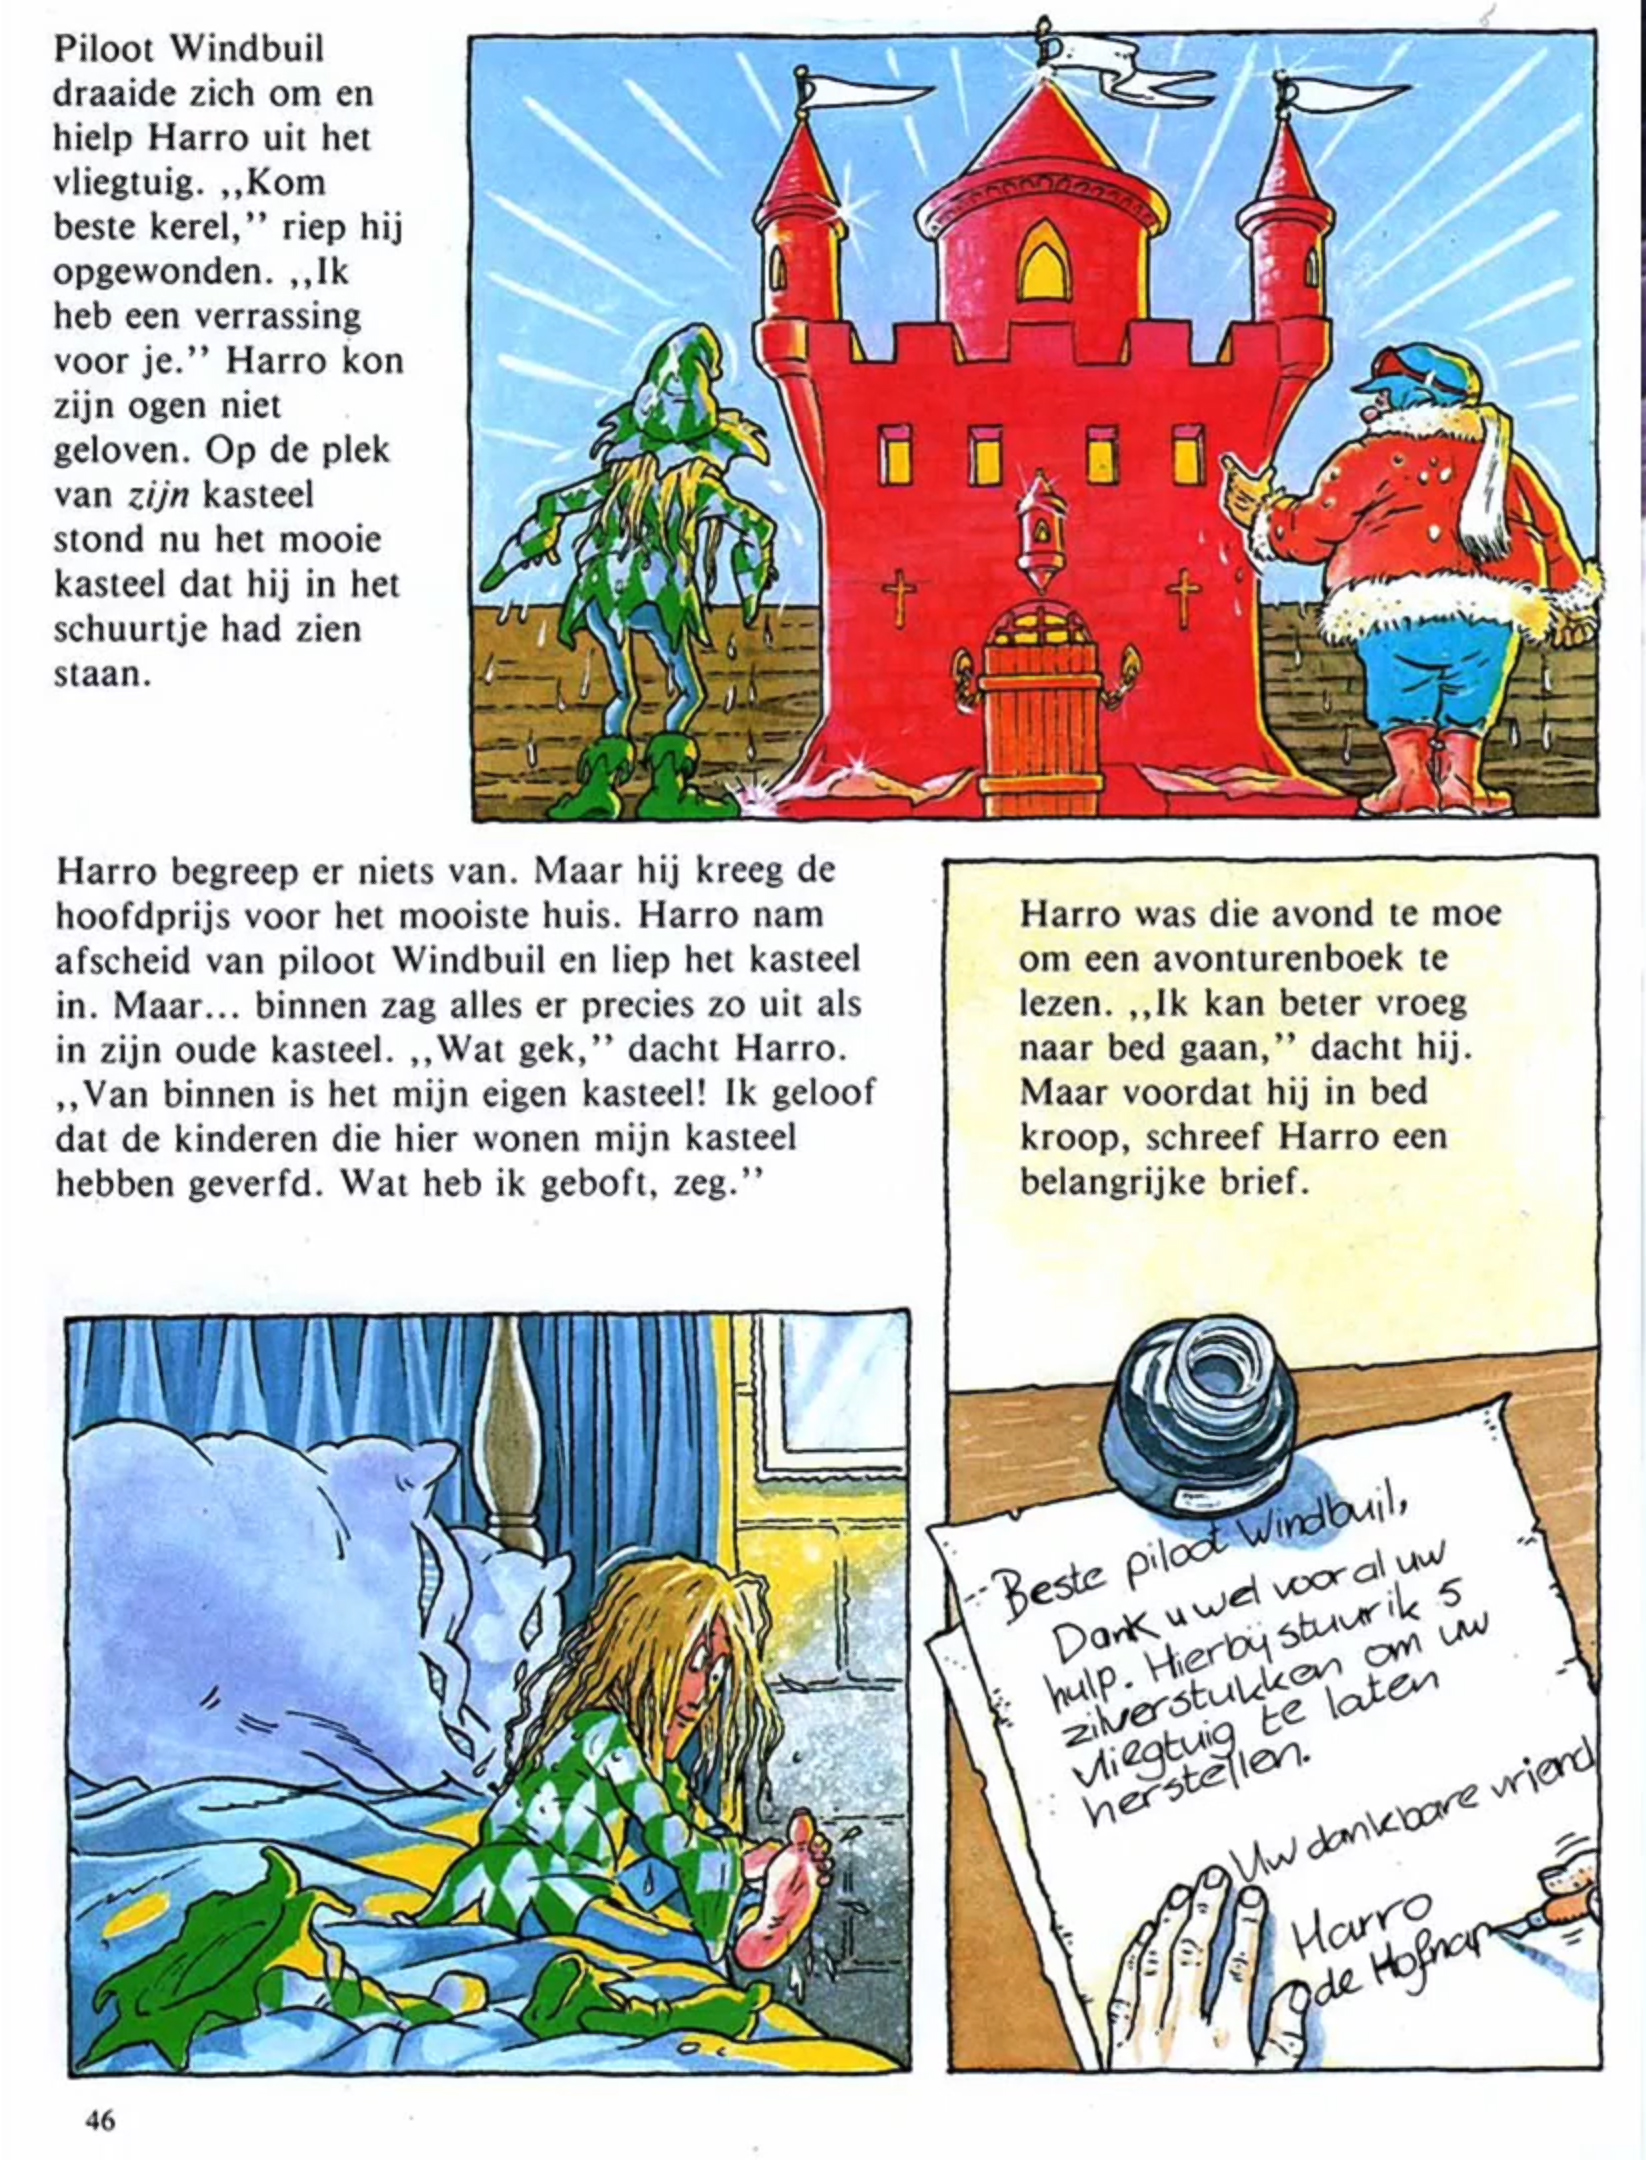 Piloot Windbuil
draaide zich om en
hielp Harro uit het
vliegtuig. ,,Kom
beste kerel,” riep hij
opgewonden. ,,Ik
heb een verrassing
voor je.” Harro kon
zijn ogen niet
geloven. Op de plek
van zijn kasteel
stond nu het mooie
kasteel dat hij in het
schuurtje had zien
staan.
Harro begreep er niets van. Maar hij kreeg de
hoofdprijs voor het mooiste huis. Harro nam
afscheid van piloot Windbuil en liep het kasteel
in. Maar... binnen zag alles er precies zo uit als
in zijn oude kasteel. ,,Wat gek,” dacht Harro.
,,Van binnen is het mijn eigen kasteel! Ik geloof
dat de kinderen die hier wonen mijn kasteel
hebben geverfd. Wat heb ik geboft, zeg.”
Harro was die avond te moe
om een avonturenboek te
lezen. ,,Ik kan beter vroeg
naar bed gaan,” dacht hij.
Maar voordat hij in bed
kroop, schreef Harro een
belangrijke brief.
Beste piloot Windbuil,
Dank u wel voor al uw
hulp. Hierbij stuur ik 5
zilverstukken om uw
vliegtuig te laten
herstellen.
Uw dankbare vriend
Harro
de Hofnar
46